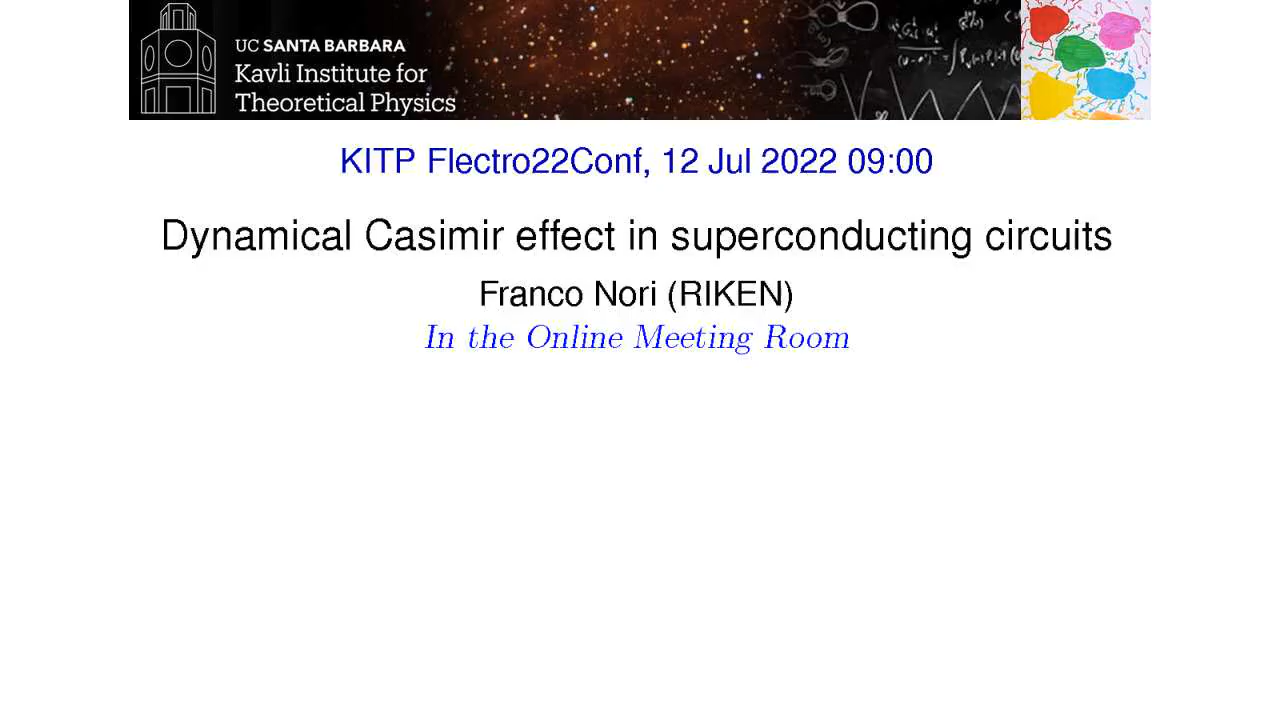 UC SANTA BARBARA
Kavli Institute for
Theoretical Physics
KITP Flectro22Conf, 12 Jul 2022 09:00
Dynamical Casimir effect in superconducting circuits
Franco Nori (RIKEN)
In the Online Meeting Room